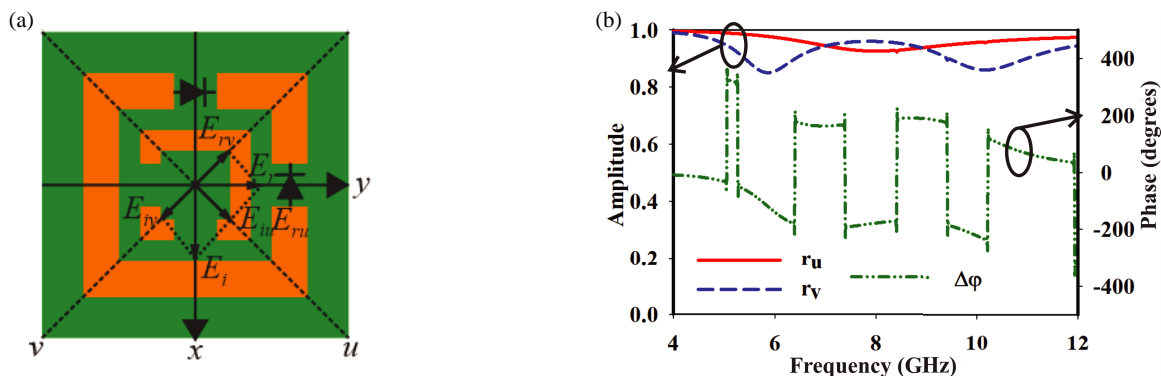 (a)
E_rv
E_r
y
E_iv
E_iu
E_ru
E_i
v
x
u
(b)
1.0
0.8
0.6
0.4
0.2
0.0
Amplitude
400
200
0
-200
-400
Phase (degrees)
r_u
r_v
Δφ
4
6
8
10
12
Frequency (GHz)